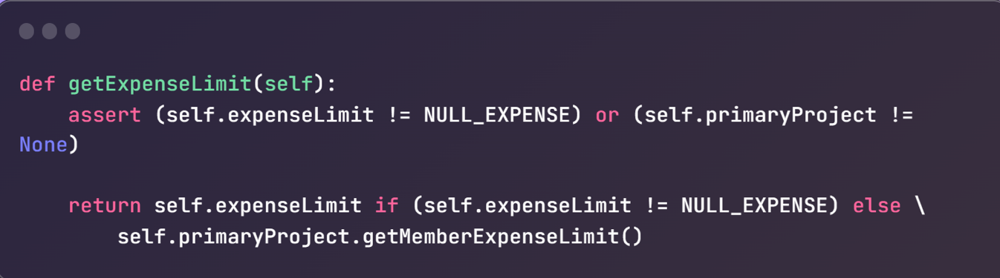 def getExpenseLimit(self):
    assert (self.expenseLimit != NULL_EXPENSE) or (self.primaryProject !=
None)
    return self.expenseLimit if (self.expenseLimit != NULL_EXPENSE) else \
        self.primaryProject.getMemberExpenseLimit()